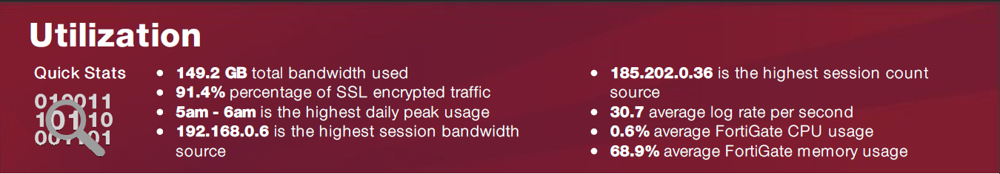 Utilization
Quick Stats
010011
101110
001101
• 149.2 GB total bandwidth used
• 91.4% percentage of SSL encrypted traffic
• 5am - 6am is the highest daily peak usage
• 192.168.0.6 is the highest session bandwidth
source
• 185.202.0.36 is the highest session count
source
• 30.7 average log rate per second
• 0.6% average FortiGate CPU usage
• 68.9% average FortiGate memory usage